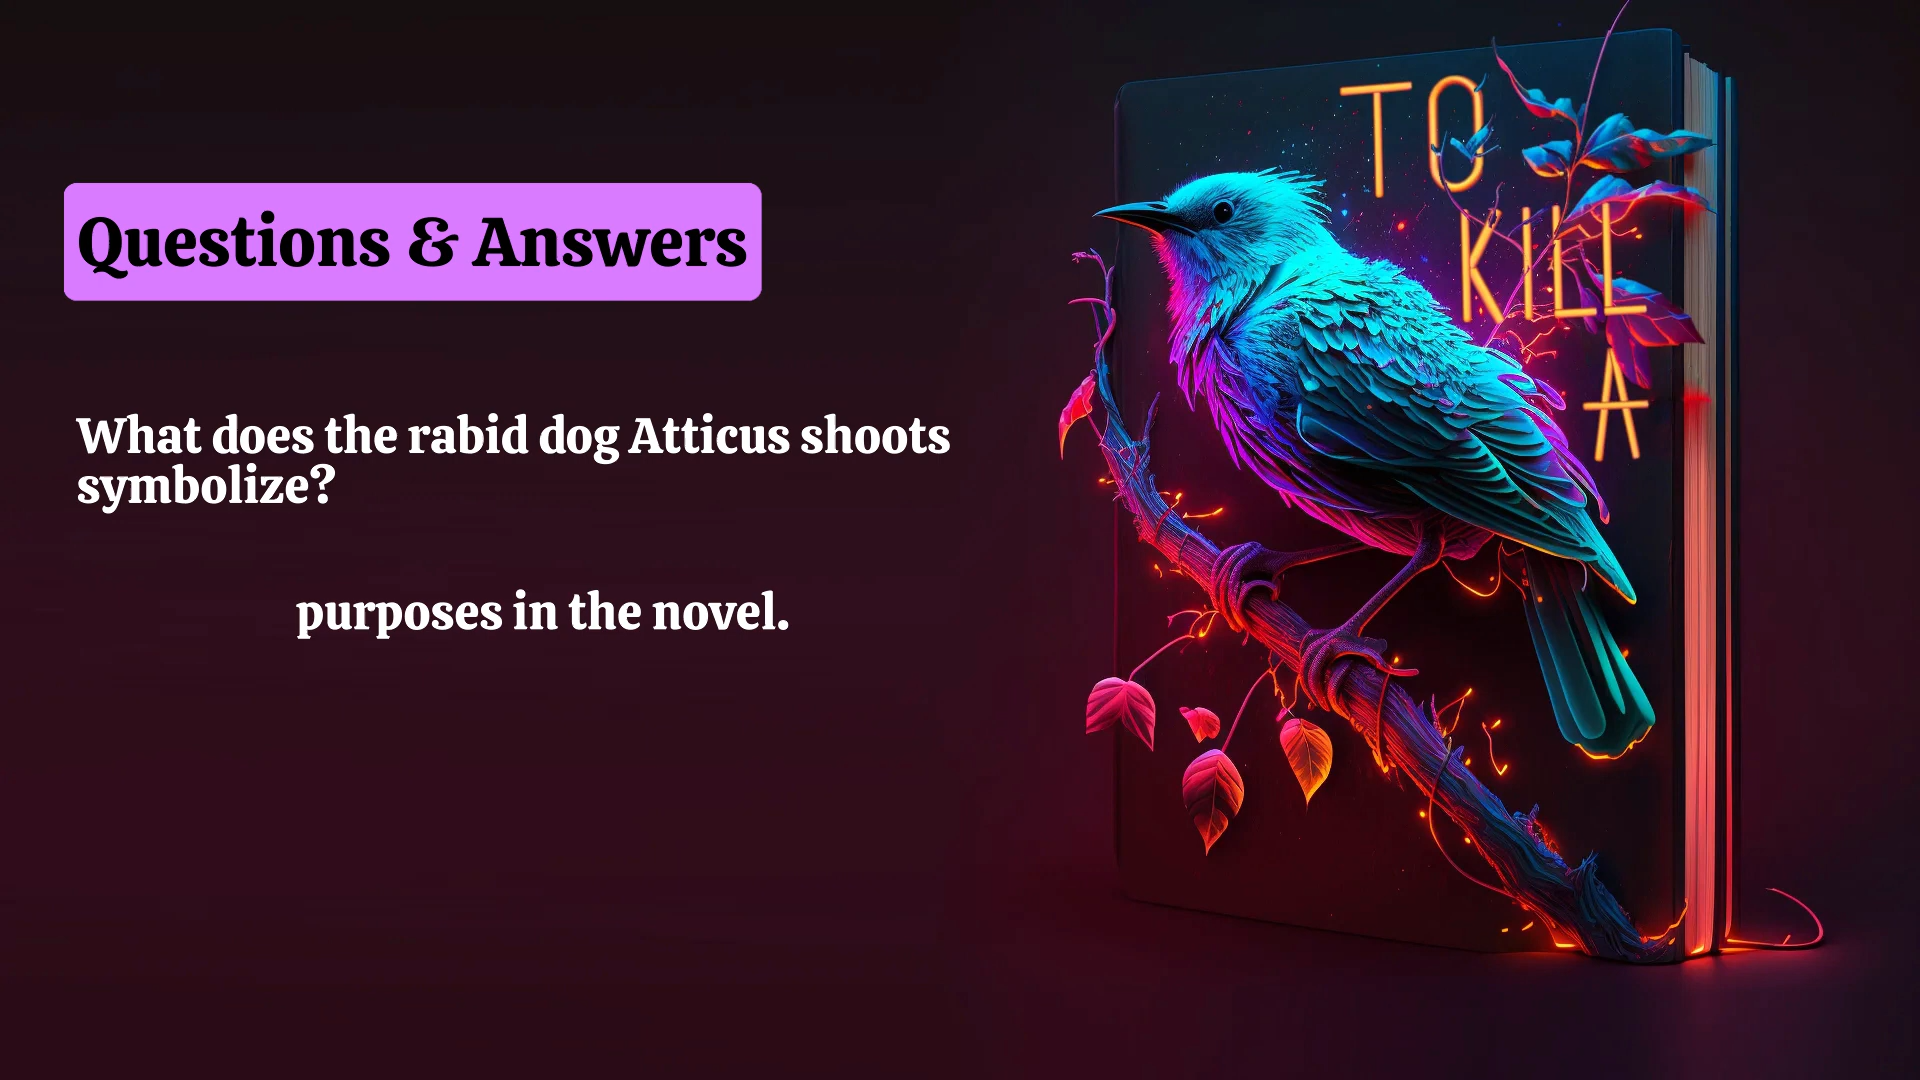 Questions & Answers
What does the rabid dog Atticus shoots
symbolize?
purposes in the novel.
TO
KILL
A